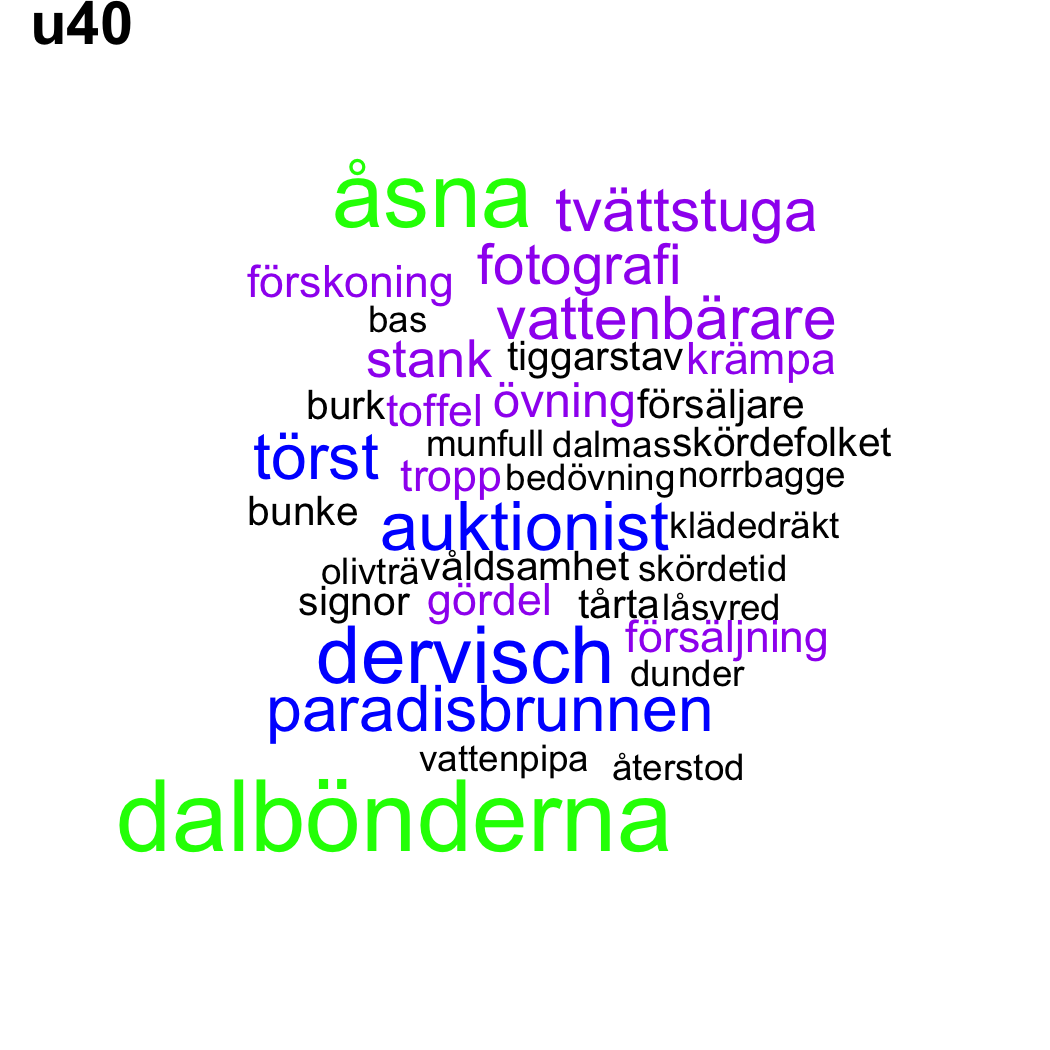 u40
åsna tvättstuga
fotografi
förskoning
bas vattenbärare
stank tiggarstav krämpa
burk toffel övning försäljare
törst munfull dalmas skördefolket
tropp bedövning norrbagge
bunke auktionist klädedräkt
olivträ våldsamhet skördetid
signor gördel tårta låsvred
dervisch försäljning
dunder
paradisbrunnen
vattenpipa återstod
dalbönderna